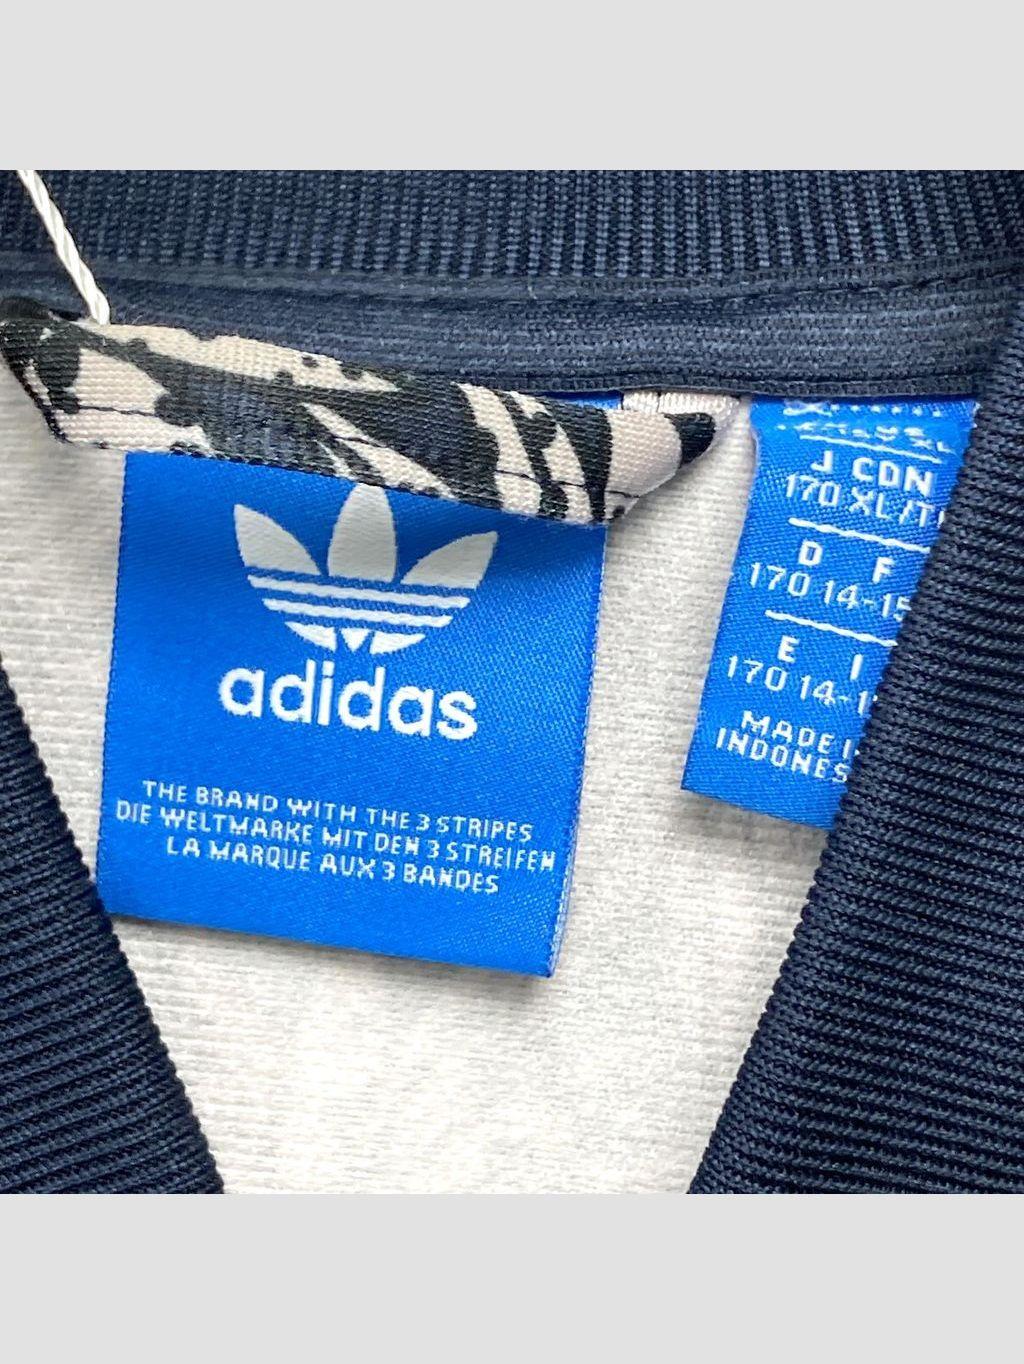 adidas
THE BRAND WITH THE 3 STRIPES
DIE WELTMARKE MIT DEN 3 STREIFEN
LA MARQUE AUX 3 BANDES
J CDN
170 XL/T
D F
170 14-15
E I
170 14-1
MADE I
INDONES